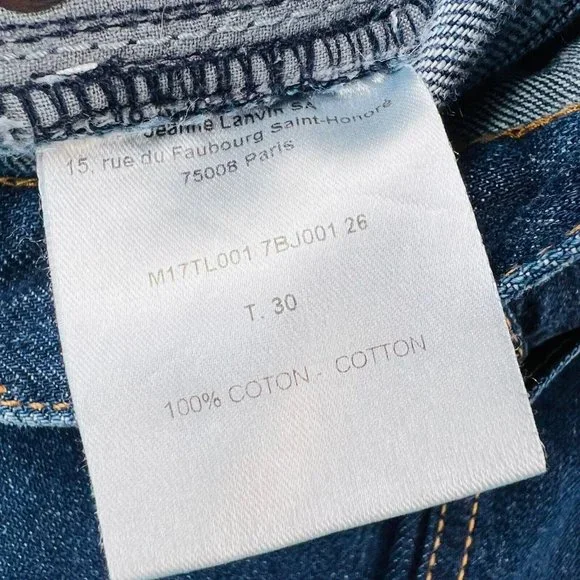 Jeanne Lanvin SA
15, rue du Faubourg Saint-Honoré
75008 Paris
M17TL001 7BJ001 26
T. 30
100% COTON - COTTON